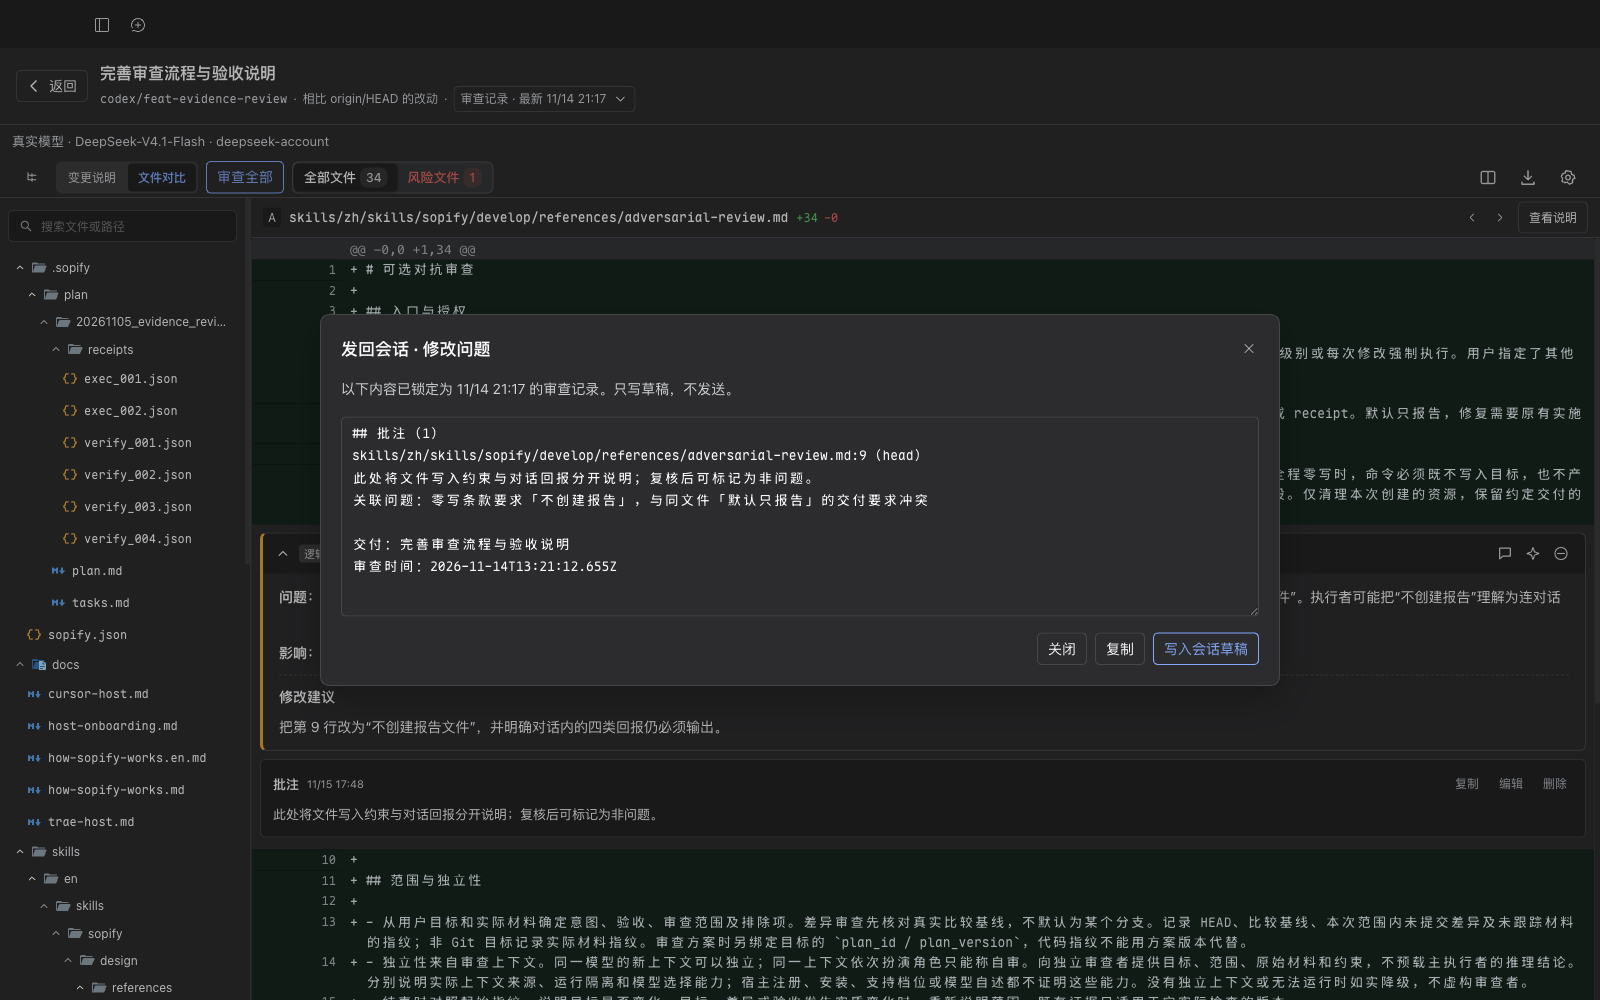 返回
完善审查流程与验收说明
codex/feat-evidence-review · 相比 origin/HEAD 的改动 · 审查记录 · 最新 11/14 21:17
真实模型 · DeepSeek-V4.1-Flash · deepseek-account
变更说明 文件对比 审查全部 全部文件 34 风险文件 1
搜索文件或路径
.sopify
plan
20261105_evidence_revi...
receipts
exec_001.json
exec_002.json
verify_001.json
verify_002.json
verify_003.json
verify_004.json
plan.md
tasks.md
sopify.json
docs
cursor-host.md
host-onboarding.md
how-sopify-works.en.md
how-sopify-works.md
trae-host.md
skills
en
skills
sopify
design
references
A skills/zh/skills/sopify/develop/references/adversarial-review.md +34 -0
查看说明
@@ -0,0 +1,34 @@
1 + # 可选对抗审查
2 +
3 + ## 入口与授权
级别或每次修改强制执行。用户指定了其他
receipt。默认只报告，修复需要原有实施
全程零写时，命令必须既不写入目标，也不产
仅清理本次创建的资源，保留约定交付的
发回会话 · 修改问题
以下内容已锁定为 11/14 21:17 的审查记录。只写草稿，不发送。
## 批注 (1)
skills/zh/skills/sopify/develop/references/adversarial-review.md:9 (head)
此处将文件写入约束与对话回报分开说明；复核后可标记为非问题。
关联问题：零写条款要求「不创建报告」，与同文件「默认只报告」的交付要求冲突
交付：完善审查流程与验收说明
审查时间：2026-11-14T13:21:12.655Z
关闭 复制 写入会话草稿
问题：
件”。执行者可能把“不创建报告”理解为连对话
影响：
修改建议
把第 9 行改为“不创建报告文件”，并明确对话内的四类回报仍必须输出。
批注 11/15 17:48
复制 编辑 删除
此处将文件写入约束与对话回报分开说明；复核后可标记为非问题。
10 +
11 + ## 范围与独立性
12 +
13 + - 从用户目标和实际材料确定意图、验收、审查范围及排除项。差异审查先核对真实比较基线，不默认为某个分支。记录 HEAD、比较基线、本次范围内未提交差异及未跟踪材料
的指纹；非 Git 目标记录实际材料指纹。审查方案时另绑定目标的 `plan_id / plan_version`，代码指纹不能用方案版本代替。
14 + - 独立性来自审查上下文。同一模型的新上下文可以独立；同一上下文依次扮演角色只能称自审。向独立审查者提供目标、范围、原始材料和约束，不预载主执行者的推理结论。
分别说明实际上下文来源、运行隔离和模型选择能力；宿主注册、安装、支持档位或模型自述都不证明这些能力。没有独立上下文或无法运行时如实降级，不虚构审查者。